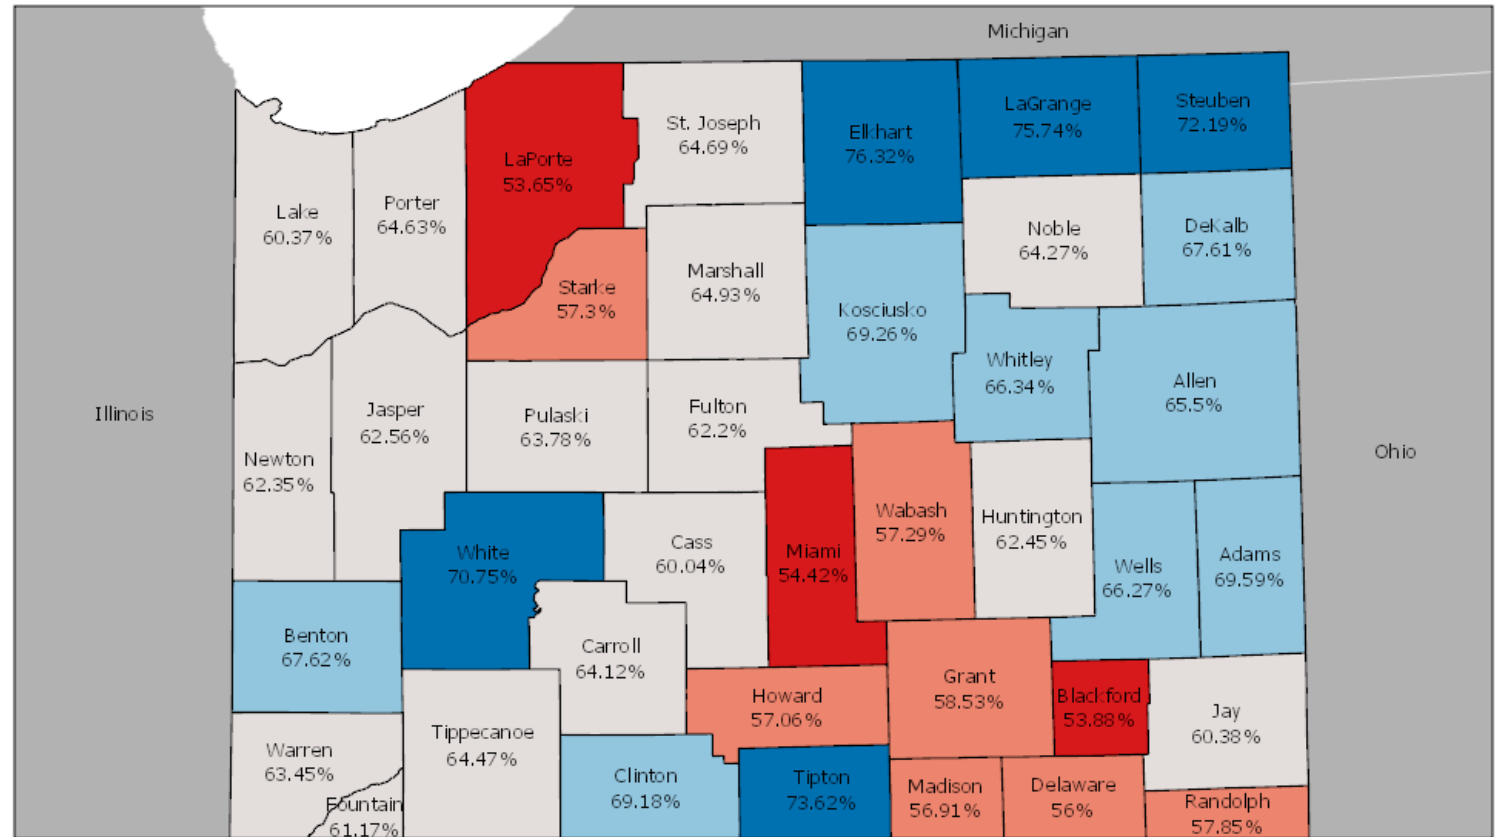 Michigan
Illinois
Ohio
Lake
60.37%
Porter
64.63%
LaPorte
53.65%
St. Joseph
64.69%
Elkhart
76.32%
LaGrange
75.74%
Steuben
72.19%
Starke
57.3%
Marshall
64.93%
Kosciusko
69.26%
Noble
64.27%
DeKalb
67.61%
Whitley
66.34%
Allen
65.5%
Newton
62.35%
Jasper
62.56%
Pulaski
63.78%
Fulton
62.2%
White
70.75%
Cass
60.04%
Miami
54.42%
Wabash
57.29%
Huntington
62.45%
Wells
66.27%
Adams
69.59%
Benton
67.62%
Carroll
64.12%
Howard
57.06%
Grant
58.53%
Blackford
53.88%
Jay
60.38%
Warren
63.45%
Fountain
61.17%
Tippecanoe
64.47%
Clinton
69.18%
Tipton
73.62%
Madison
56.91%
Delaware
56%
Randolph
57.85%